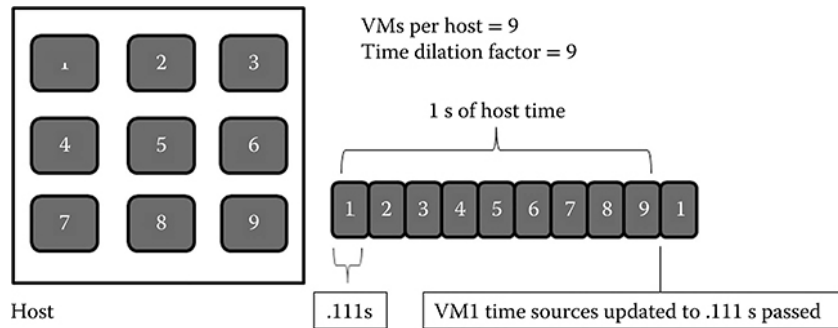 VMs per host = 9
Time dilation factor = 9
1 s of host time
1 2 3
4 5 6
7 8 9
1 2 3 4 5 6 7 8 9 1
Host
.111s
VM1 time sources updated to .111 s passed